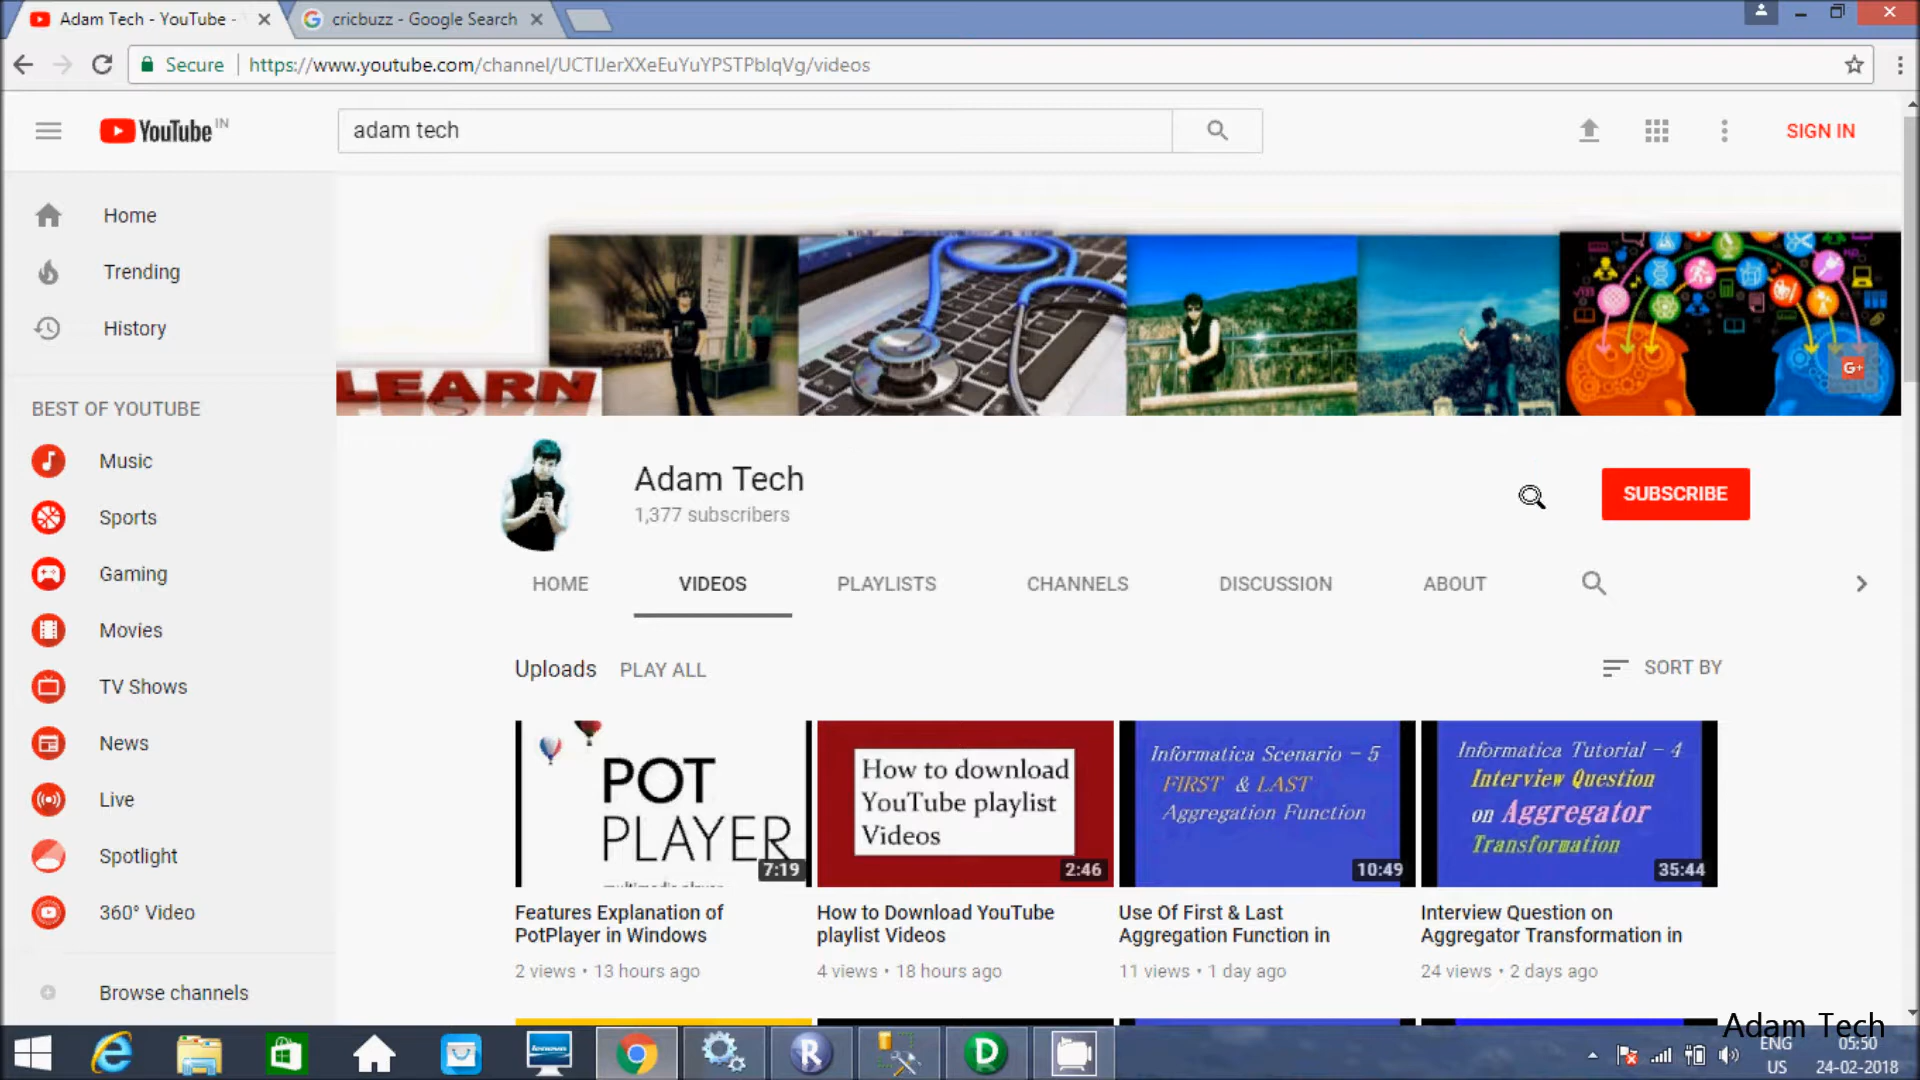 Adam Tech - YouTube -
cricbuzz - Google Search
Secure
https://www.youtube.com/channel/UCTIJerXXeEuYuYPSTPbIqVg/videos
YouTube IN
adam tech
SIGN IN
Home
Trending
History
BEST OF YOUTUBE
Music
Sports
Gaming
Movies
TV Shows
News
Live
Spotlight
360° Video
Browse channels
LEARN
G+
Adam Tech
1,377 subscribers
SUBSCRIBE
HOME
VIDEOS
PLAYLISTS
CHANNELS
DISCUSSION
ABOUT
Uploads
PLAY ALL
SORT BY
POT
PLAYER
7:19
Features Explanation of
PotPlayer in Windows
2 views • 13 hours ago
How to download
YouTube playlist
Videos
2:46
How to Download YouTube
playlist Videos
4 views • 18 hours ago
Informatica Scenario - 5
FIRST & LAST
Aggregation Function
10:49
Use Of First & Last
Aggregation Function in
11 views • 1 day ago
Informatica Tutorial - 4
Interview Question
on Aggregator
Transformation
35:44
Interview Question on
Aggregator Transformation in
24 views • 2 days ago
Adam Tech
ENG
US
05:50
24-02-2018